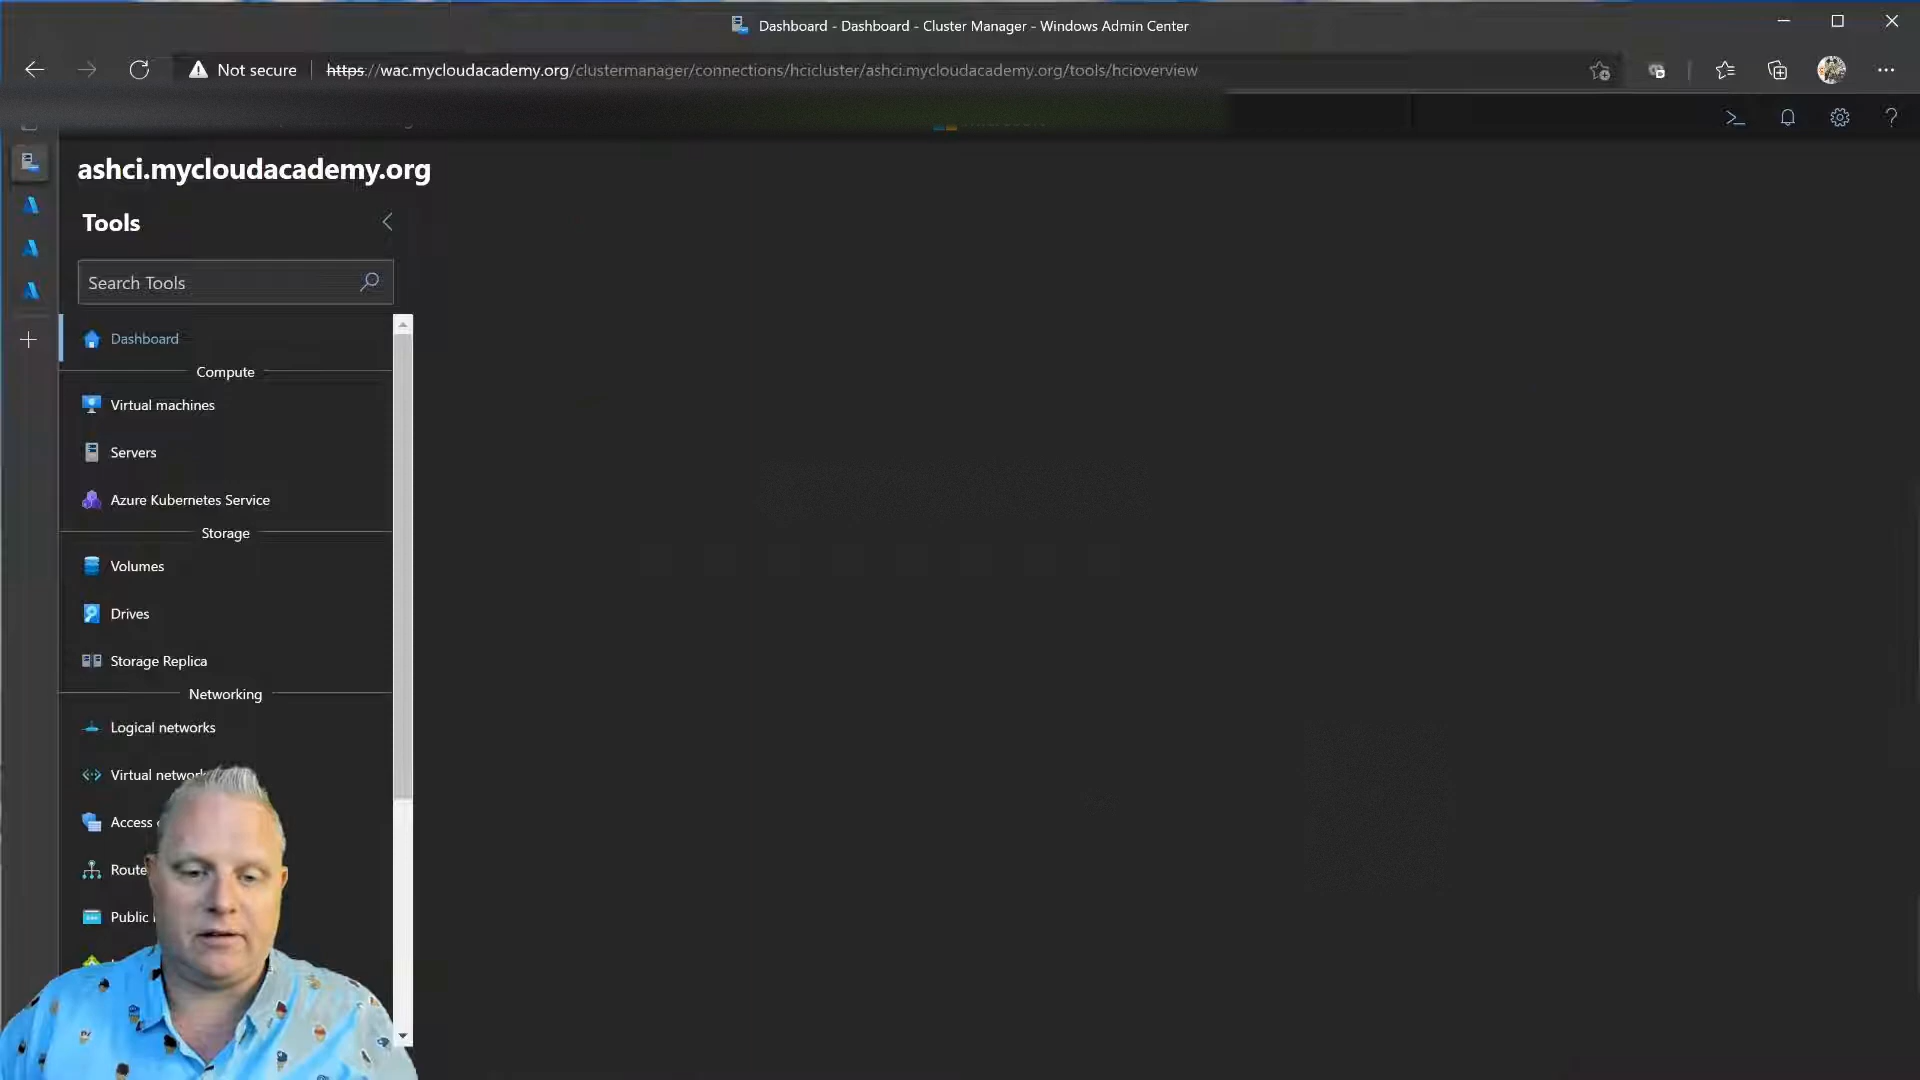 Dashboard - Dashboard - Cluster Manager - Windows Admin Center
Not secure
https://wac.mycloudacademy.org/clustermanager/connections/hcicluster/ashci.mycloudacademy.org/tools/hcioverview
ashci.mycloudacademy.org
Tools
Search Tools
Dashboard
Compute
Virtual machines
Servers
Azure Kubernetes Service
Storage
Volumes
Drives
Storage Replica
Networking
Logical networks
Virtual network
Access
Route
Public